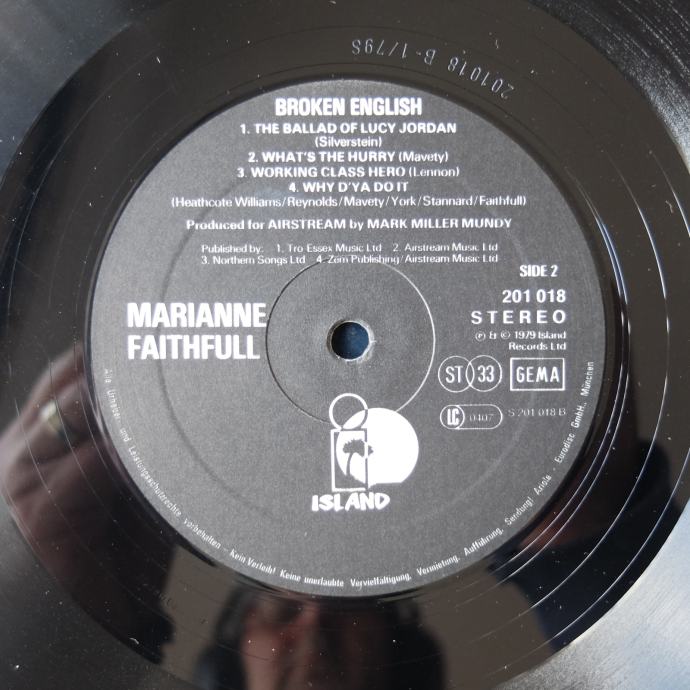 201018 B-1/79S
BROKEN ENGLISH
1. THE BALLAD OF LUCY JORDAN
(Silverstein)
2. WHAT'S THE HURRY (Mavety)
3. WORKING CLASS HERO (Lennon)
4. WHY D'YA DO IT
(Heathcote Williams/Reynolds/Mavety/York/Stannard/Faithfull)
Produced for AIRSTREAM by MARK MILLER MUNDY
Published by: 1. Tro Essex Music Ltd 2. Airstream Music Ltd
3. Northern Songs Ltd 4. Zem Publishing/Airstream Music Ltd
SIDE 2
201 018
STEREO
℗ & © 1979 Island
Records Ltd
MARIANNE
FAITHFULL
ST 33 GEMA
LC 0407 S 201 018 B
ISLAND
Alle Urheber- und Leistungsschutzrechte vorbehalten - Kein Verleih! Keine unerlaubte Vervielfältigung, Vermietung, Aufführung, Sendung! Ariola - Eurodisc GmbH, München